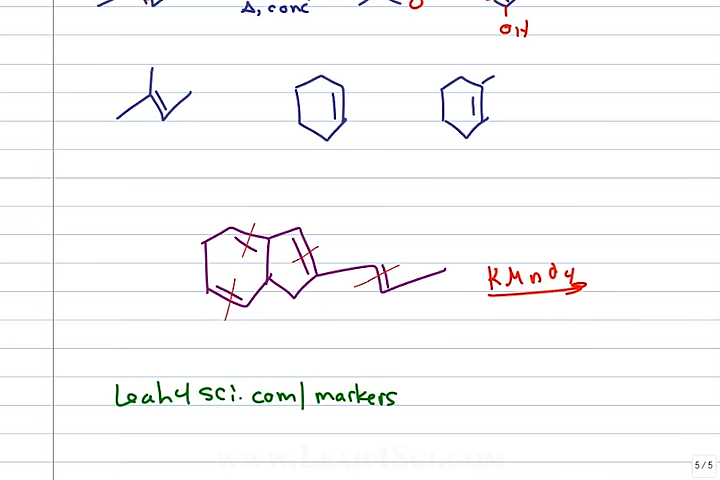 Δ, conc
O
OH
KMnO4
Leah4sci.com/markers
www.Leah4Sci.com
5 / 5